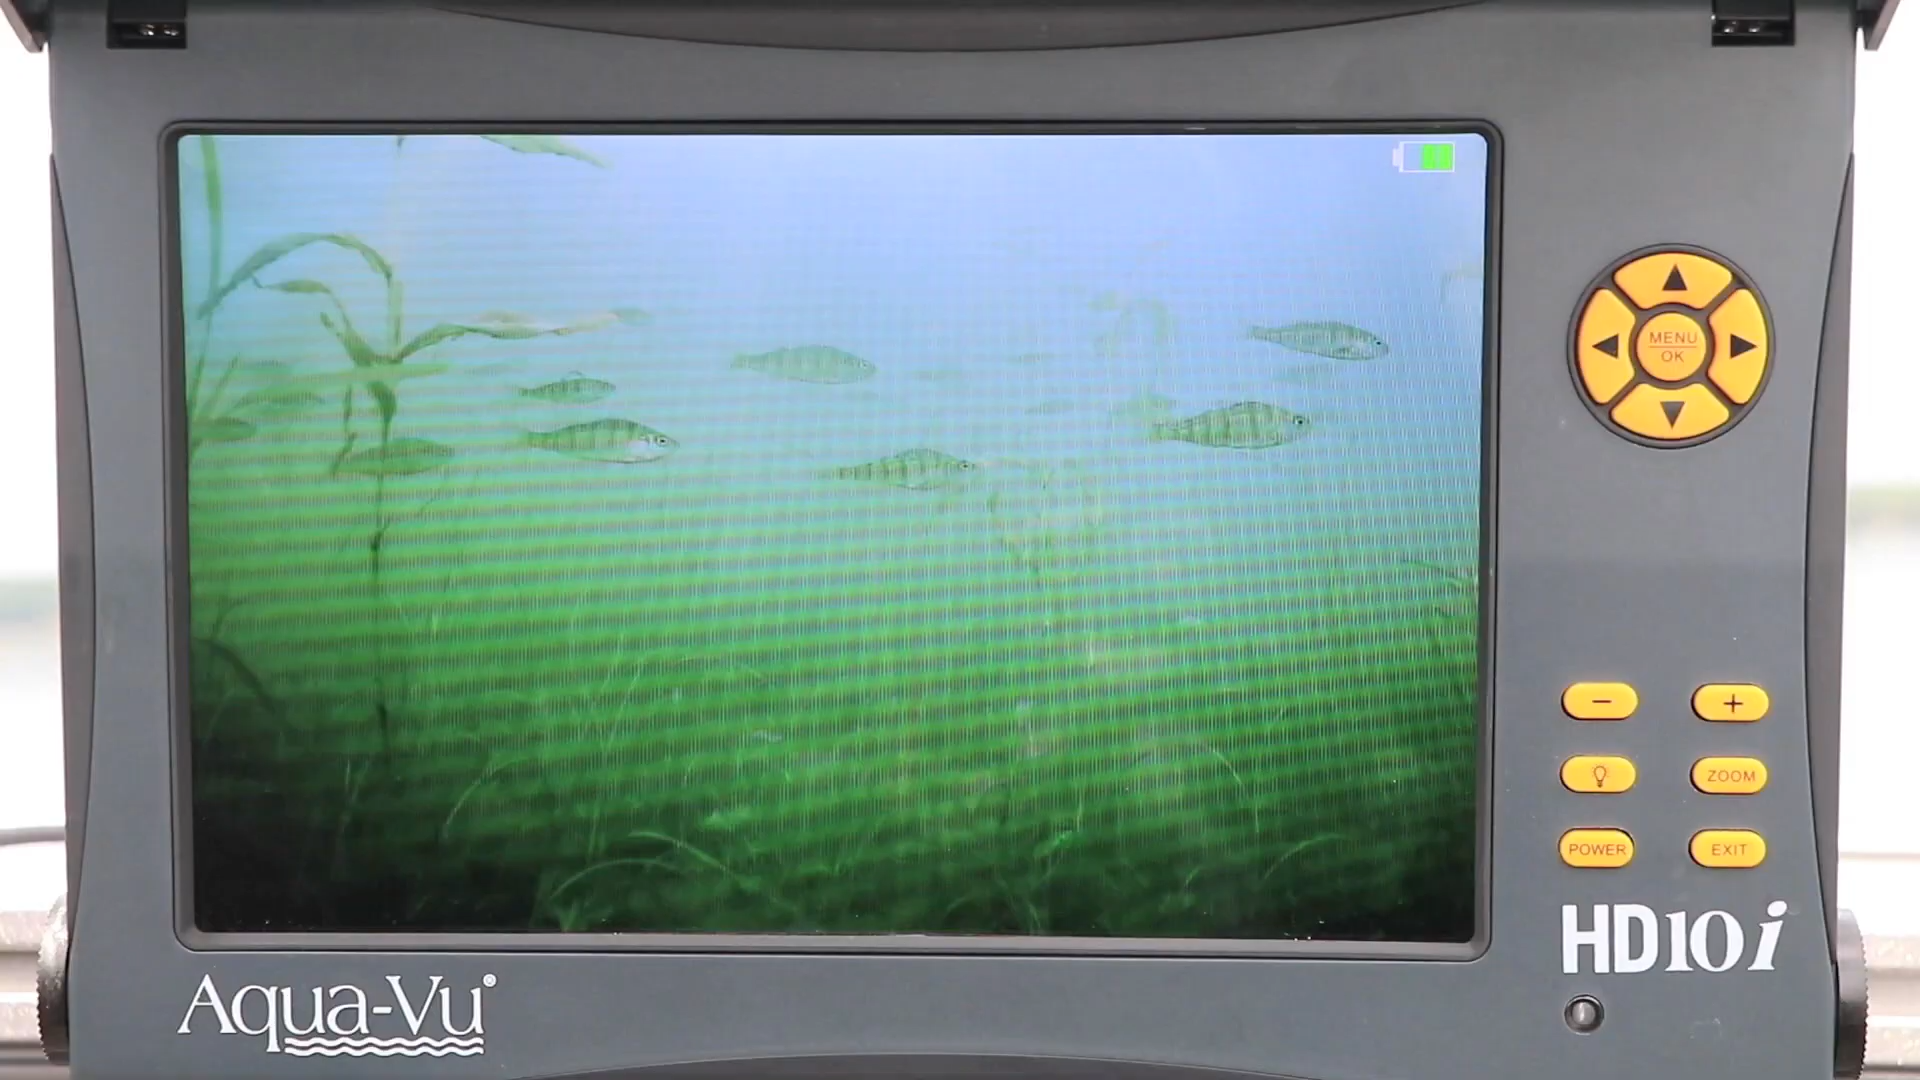 MENU
OK
−
+
ZOOM
POWER
EXIT
HD10i
Aqua-Vu®